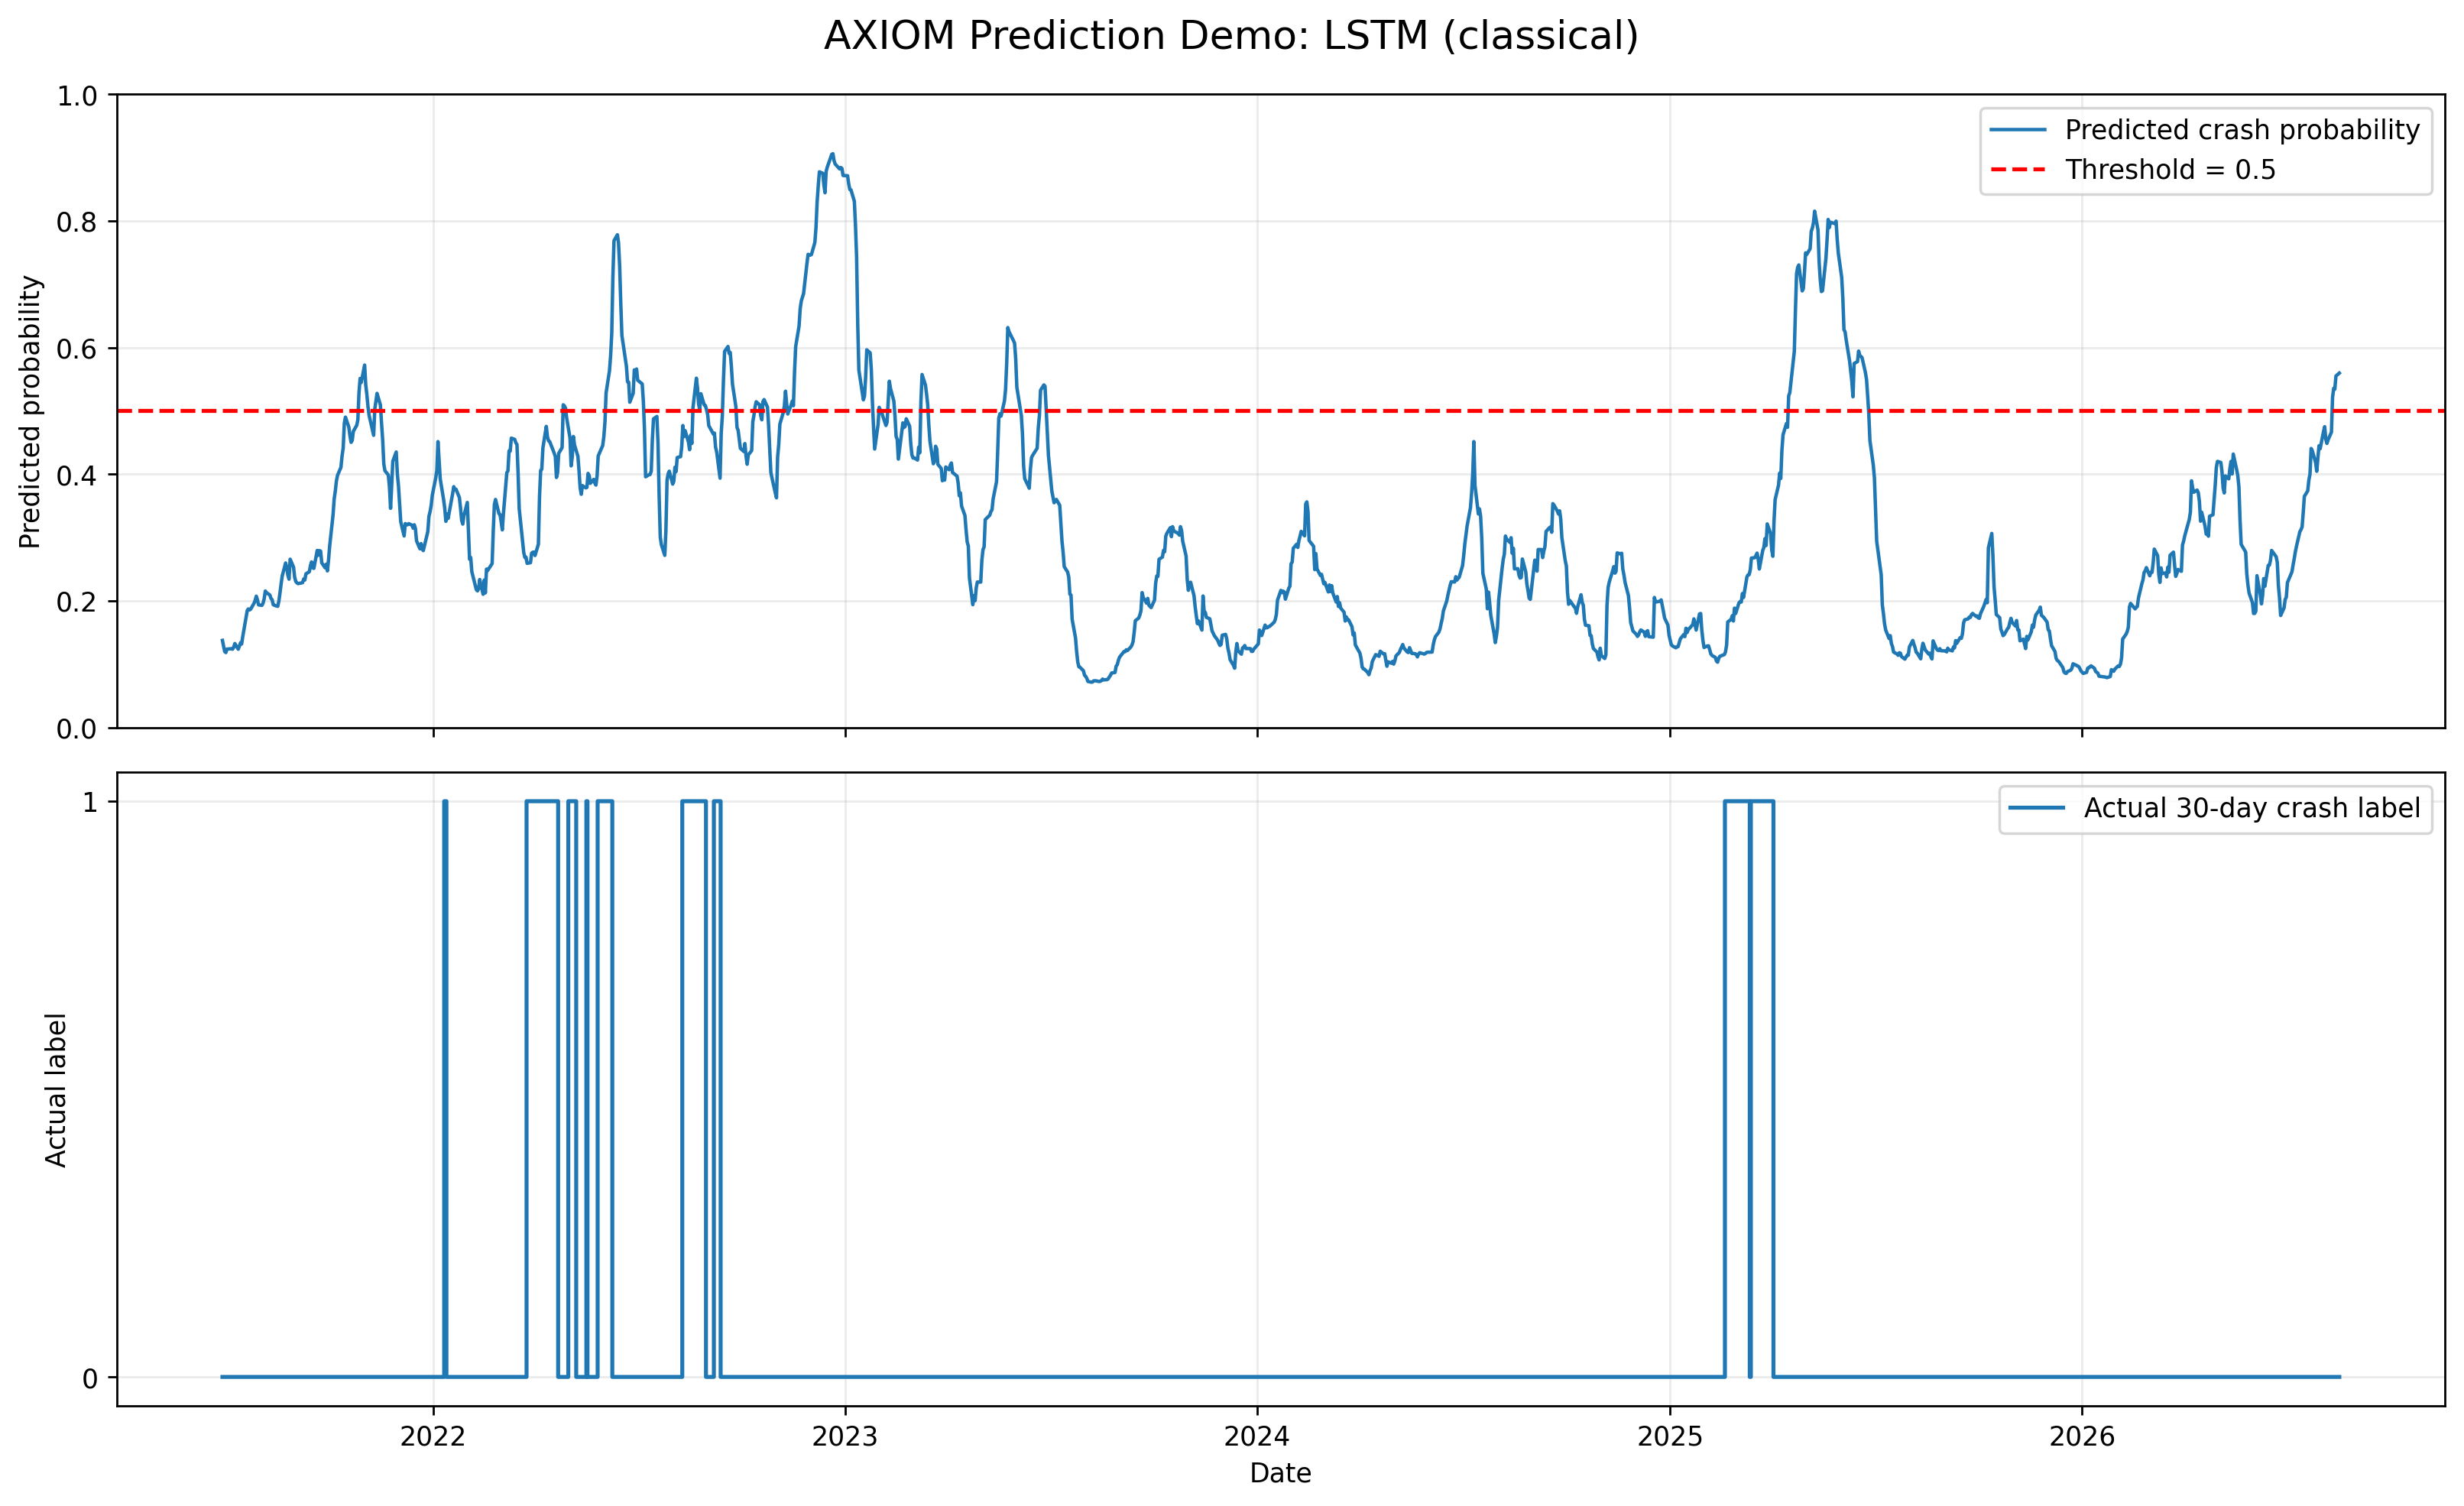 AXIOM Prediction Demo: LSTM (classical)
1.0
0.8
0.6
0.4
0.2
0.0
Predicted probability
Predicted crash probability
Threshold = 0.5
1
0
Actual label
Actual 30-day crash label
2022 2023 2024 2025 2026
Date